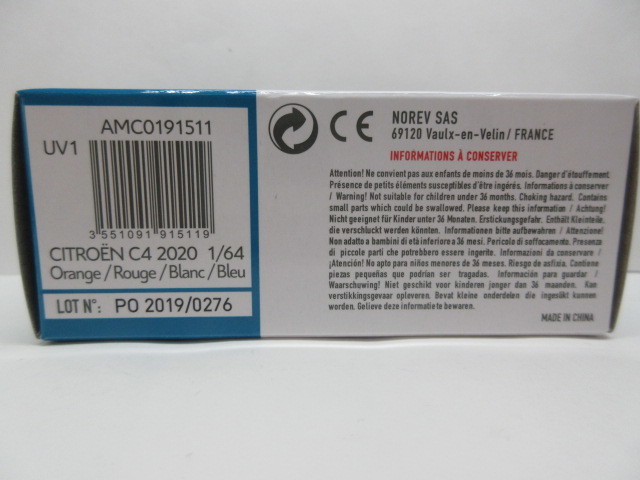 AMC0191511
UV1
3 551091 915119
CITROËN C4 2020 1/64
Orange / Rouge / Blanc / Bleu
LOT N°: PO 2019/0276
CE
NOREV SAS
69120 Vaulx-en-Velin / FRANCE
INFORMATIONS À CONSERVER
Attention! Ne convient pas aux enfants de moins de 36 mois. Danger d'étouffement.
Présence de petits éléments susceptibles d'être ingérés. Informations à conserver
/ Warning! Not suitable for children under 36 months. Choking hazard. Contains
small parts which can be swallowed. Please keep this information / Achtung!
Nicht geeignet für Kinder unter 36 Monaten. Erstickungsgefahr. Enthält Kleinteile,
die verschluckt werden könnten. Informationen bitte aufbewahren / Attenzione!
Non adatto a bambini di età inferiore a 36 mesi. Pericolo di soffocamento. Presenza
di piccole parti che potrebbero essere ingerite. Informazioni da conservare /
¡Atención! No apto para niños menores de 36 meses. Riesgo de asfixia. Contiene
piezas pequeñas que podrían ser tragadas. Información para guardar /
Waarschuwing! Niet geschikt voor kinderen jonger dan 36 maanden. Kan
verstikkingsgevaar opleveren. Bevat kleine onderdelen die ingeslikt kunnen
worden. Gelieve deze informatie te bewaren.
MADE IN CHINA.